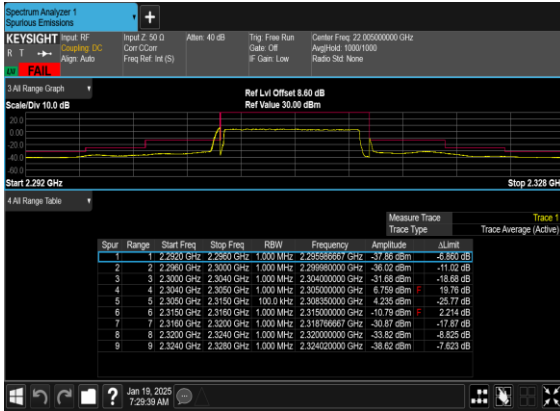 Spectrum Analyzer 1
Spurious Emissions
+
KEYSIGHT Input: RF Input Z: 50 Ω Atten: 40 dB Trig: Free Run Center Freq: 22.005000000 GHz
R T Coupling: DC Corr CCorr Gate: Off Avg|Hold: 1000/1000
Align: Auto Freq Ref: Int (S) IF Gain: Low Radio Std: None
FAIL
3 All Range Graph
Ref Lvl Offset 8.60 dB
Scale/Div 10.0 dB Ref Value 30.00 dBm
20.0
0.00
-20.0
-40.0
-60.0
Start 2.292 GHz Stop 2.328 GH
4 All Range Table
Measure Trace Trace 1
Trace Type Trace Average (Active)
Spur Range Start Freq Stop Freq RBW Frequency Amplitude ΔLimit
1 1 2.2920 GHz 2.2960 GHz 1.000 MHz 2.295986667 GHz -37.86 dBm -6.860 dB
2 2 2.2960 GHz 2.3000 GHz 1.000 MHz 2.299980000 GHz -36.02 dBm -11.02 dB
3 3 2.3000 GHz 2.3040 GHz 1.000 MHz 2.304000000 GHz -31.68 dBm -18.68 dB
4 4 2.3040 GHz 2.3050 GHz 1.000 MHz 2.305000000 GHz 6.759 dBm F 19.76 dB
5 5 2.3050 GHz 2.3150 GHz 100.0 kHz 2.308350000 GHz 4.235 dBm -25.77 dB
6 6 2.3150 GHz 2.3160 GHz 1.000 MHz 2.315000000 GHz -10.79 dBm F 2.214 dB
7 7 2.3160 GHz 2.3200 GHz 1.000 MHz 2.318766667 GHz -30.87 dBm -17.87 dB
8 8 2.3200 GHz 2.3240 GHz 1.000 MHz 2.320000000 GHz -33.82 dBm -8.825 dB
9 9 2.3240 GHz 2.3280 GHz 1.000 MHz 2.324020000 GHz -38.62 dBm -7.623 dB
? Jan 19, 2025
7:29:39 AM